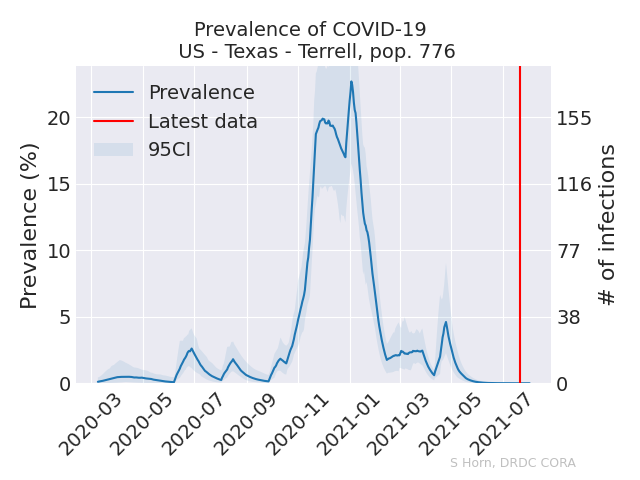 Prevalence of COVID-19
US - Texas - Terrell, pop. 776
Prevalence
Latest data
95CI
Prevalence (%)
20
15
10
5
0
# of infections
155
116
77
38
0
2020-03
2020-05
2020-07
2020-09
2020-11
2021-01
2021-03
2021-05
2021-07
S Horn, DRDC CORA